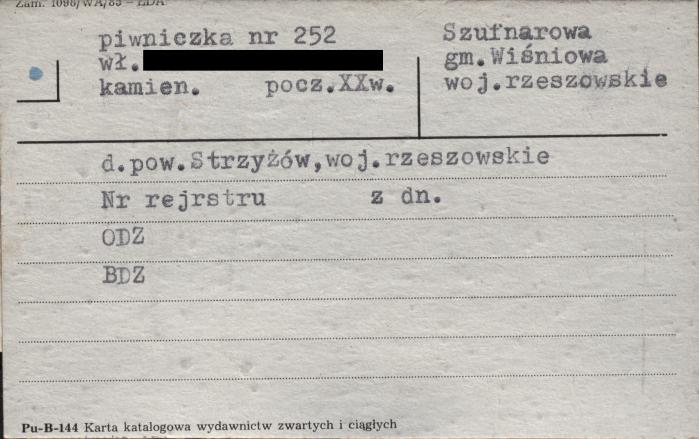 Zam. 1098/WA/85 – LDA
piwniczka nr 252
wł.
kamien. pocz.XXw.
Szufnarowa
gm.Wiśniowa
woj.rzeszowskie
d.pow.Strzyżów,woj.rzeszowskie
Nr rejrstru z dn.
ODZ
BDZ
Pu-B-144 Karta katalogowa wydawnictw zwartych i ciągłych